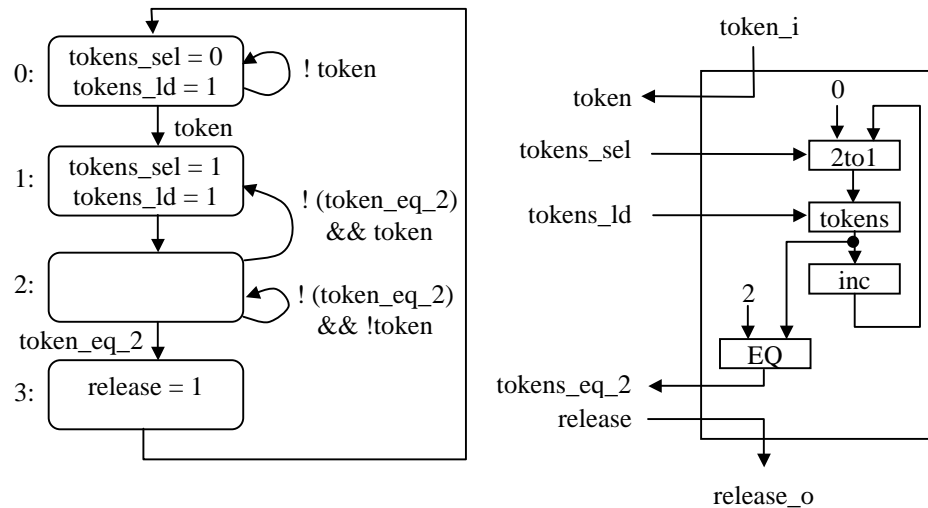 0:
tokens_sel = 0
tokens_ld = 1
! token
token
1:
tokens_sel = 1
tokens_ld = 1
! (token_eq_2)
&& token
2:
! (token_eq_2)
&& !token
token_eq_2
3:
release = 1
token_i
token
0
tokens_sel
2to1
tokens_ld
tokens
inc
2
EQ
tokens_eq_2
release
release_o